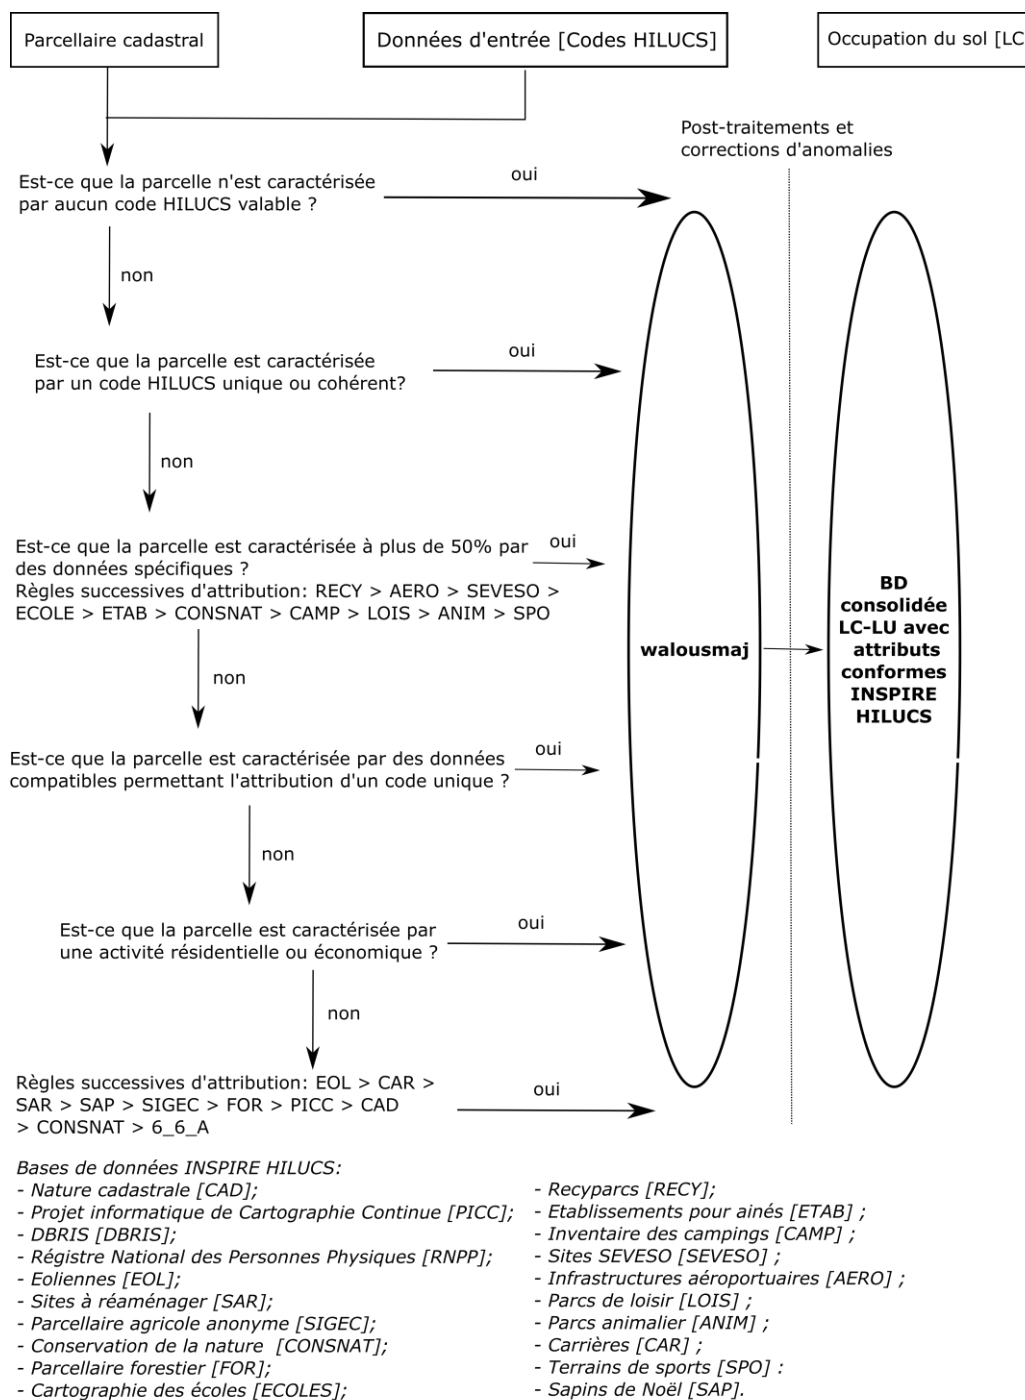 Parcellaire cadastral
Données d'entrée [Codes HILUCS]
Occupation du sol [LC
Post-traitements et
corrections d'anomalies
Est-ce que la parcelle n'est caractérisée
par aucun code HILUCS valable ?
oui
non
Est-ce que la parcelle est caractérisée
par un code HILUCS unique ou cohérent?
oui
non
Est-ce que la parcelle est caractérisée à plus de 50% par
des données spécifiques ?
Règles successives d'attribution: RECY > AERO > SEVESO >
ECOLE > ETAB > CONSNAT > CAMP > LOIS > ANIM > SPO
oui
non
walousmaj
BD
consolidée
LC-LU avec
attributs
conformes
INSPIRE
HILUCS
Est-ce que la parcelle est caractérisée par des données
compatibles permettant l'attribution d'un code unique ?
oui
non
Est-ce que la parcelle est caractérisée par
une activité résidentielle ou économique ?
oui
non
Règles successives d'attribution: EOL > CAR >
SAR > SAP > SIGEC > FOR > PICC > CAD
> CONSNAT > 6_6_A
oui
Bases de données INSPIRE HILUCS:
- Nature cadastrale [CAD];
- Projet informatique de Cartographie Continue [PICC];
- DBRIS [DBRIS];
- Régistre National des Personnes Physiques [RNPP];
- Eoliennes [EOL];
- Sites à réaménager [SAR];
- Parcellaire agricole anonyme [SIGEC];
- Conservation de la nature [CONSNAT];
- Parcellaire forestier [FOR];
- Cartographie des écoles [ECOLES];
- Recyparcs [RECY];
- Etablissements pour ainés [ETAB] ;
- Inventaire des campings [CAMP] ;
- Sites SEVESO [SEVESO] ;
- Infrastructures aéroportuaires [AERO] ;
- Parcs de loisir [LOIS] ;
- Parcs animalier [ANIM] ;
- Carrières [CAR] ;
- Terrains de sports [SPO] :
- Sapins de Noël [SAP].